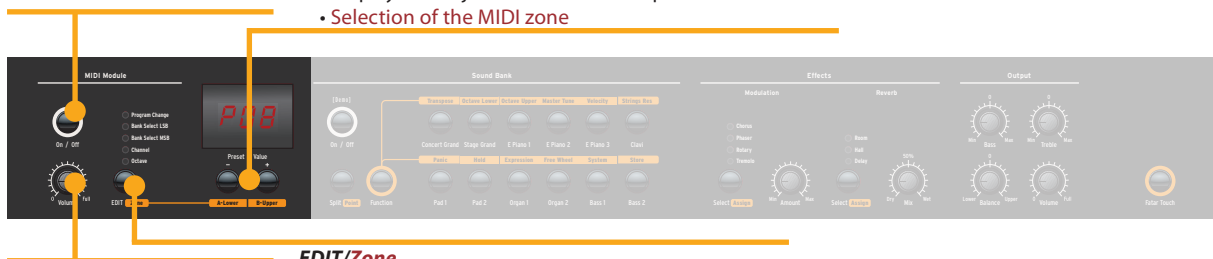 • Selection of the MIDI zone
MIDI Module
Sound Bank
Effects
Output
[Demo]
Transpose Octave Lower Octave Upper Master Tune Velocity Strings Res
Modulation
Reverb
P08
Program Change
Bank Select LSB
Bank Select MSB
Channel
Octave
On / Off
On / Off
Concert Grand Stage Grand E Piano 1 E Piano 2 E Piano 3 Clavi
Chorus
Phaser
Rotary
Tremolo
Room
Hall
Delay
0
0
Min Max
Bass
Min Max
Treble
Preset Value
- +
Panic Hold Expression Free Wheel System Store
50%
0
0 Full
Volume
EDIT Zone
A-Lower B-Upper
Split Point
Function
Pad 1 Pad 2 Organ 1 Organ 2 Bass 1 Bass 2
Select Assign
Min Max
Amount
Select Assign
Dry Wet
Mix
Lower Upper
Balance
0 Full
Volume
Fatar Touch
EDIT/Zone